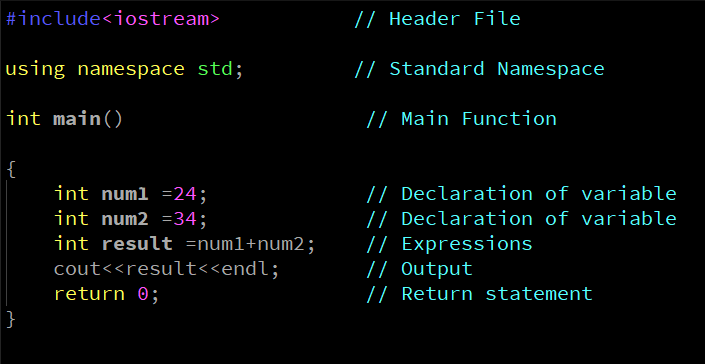 #include<iostream> // Header File
using namespace std; // Standard Namespace
int main() // Main Function
{
int num1 =24; // Declaration of variable
int num2 =34; // Declaration of variable
int result =num1+num2; // Expressions
cout<<result<<endl; // Output
return 0; // Return statement
}